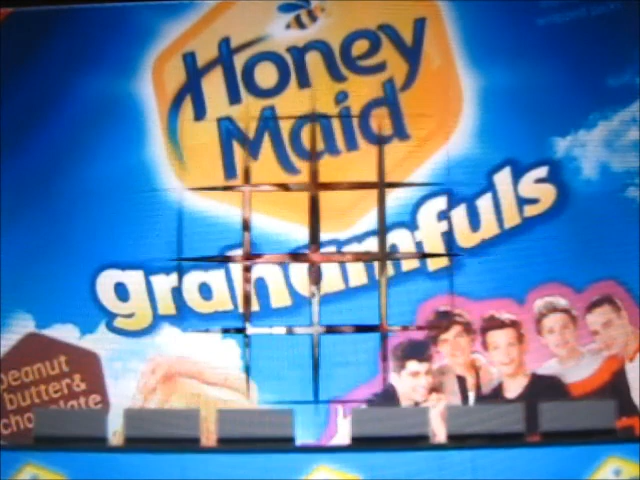 Honey
Maid
grahamfuls
peanut
butter&
chocolate